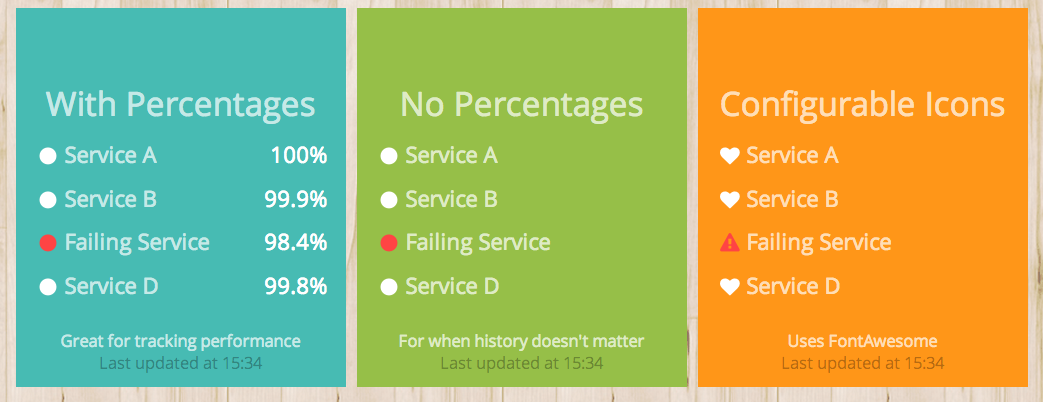 With Percentages
Service A 100%
Service B 99.9%
Failing Service 98.4%
Service D 99.8%
Great for tracking performance
Last updated at 15:34
No Percentages
Service A
Service B
Failing Service
Service D
For when history doesn't matter
Last updated at 15:34
Configurable Icons
Service A
Service B
Failing Service
Service D
Uses FontAwesome
Last updated at 15:34